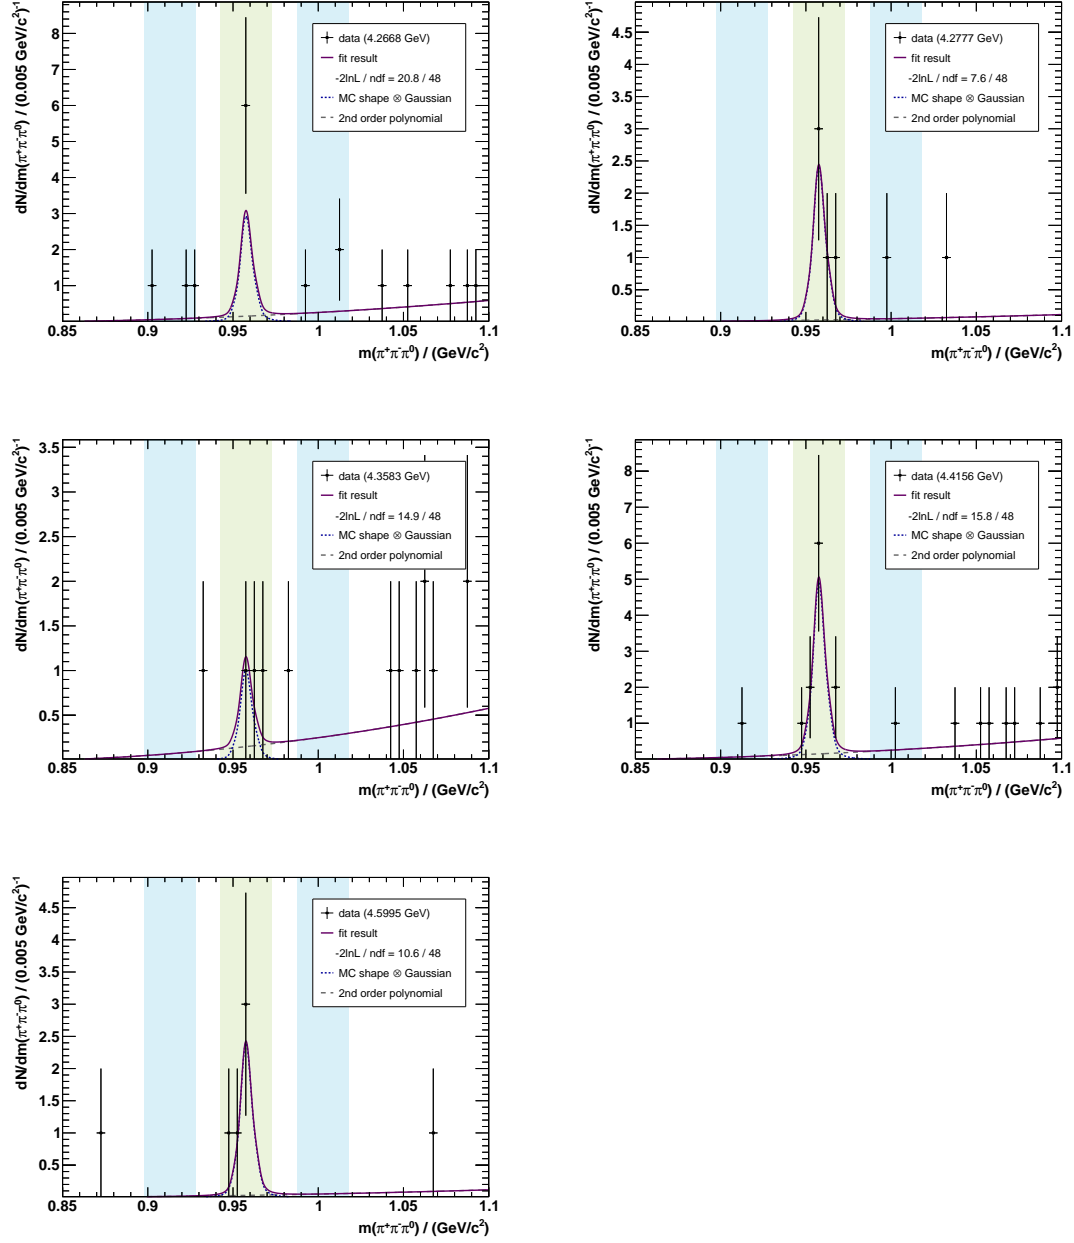 dN/dm(π⁺π⁻π⁰) / (0.005 GeV/c²)⁻¹
8
7
6
5
4
3
2
1
data (4.2668 GeV)
fit result
-2lnL / ndf = 20.8 / 48
MC shape ⊗ Gaussian
2nd order polynomial
0.85 0.9 0.95 1 1.05 1.1
m(π⁺π⁻π⁰) / (GeV/c²)
dN/dm(π⁺π⁻π⁰) / (0.005 GeV/c²)⁻¹
4.5
4
3.5
3
2.5
2
1.5
1
0.5
data (4.2777 GeV)
fit result
-2lnL / ndf = 7.6 / 48
MC shape ⊗ Gaussian
2nd order polynomial
0.85 0.9 0.95 1 1.05 1.1
m(π⁺π⁻π⁰) / (GeV/c²)
dN/dm(π⁺π⁻π⁰) / (0.005 GeV/c²)⁻¹
3.5
3
2.5
2
1.5
1
0.5
data (4.3583 GeV)
fit result
-2lnL / ndf = 14.9 / 48
MC shape ⊗ Gaussian
2nd order polynomial
0.85 0.9 0.95 1 1.05 1.1
m(π⁺π⁻π⁰) / (GeV/c²)
dN/dm(π⁺π⁻π⁰) / (0.005 GeV/c²)⁻¹
8
7
6
5
4
3
2
1
data (4.4156 GeV)
fit result
-2lnL / ndf = 15.8 / 48
MC shape ⊗ Gaussian
2nd order polynomial
0.85 0.9 0.95 1 1.05 1.1
m(π⁺π⁻π⁰) / (GeV/c²)
dN/dm(π⁺π⁻π⁰) / (0.005 GeV/c²)⁻¹
4.5
4
3.5
3
2.5
2
1.5
1
0.5
data (4.5995 GeV)
fit result
-2lnL / ndf = 10.6 / 48
MC shape ⊗ Gaussian
2nd order polynomial
0.85 0.9 0.95 1 1.05 1.1
m(π⁺π⁻π⁰) / (GeV/c²)